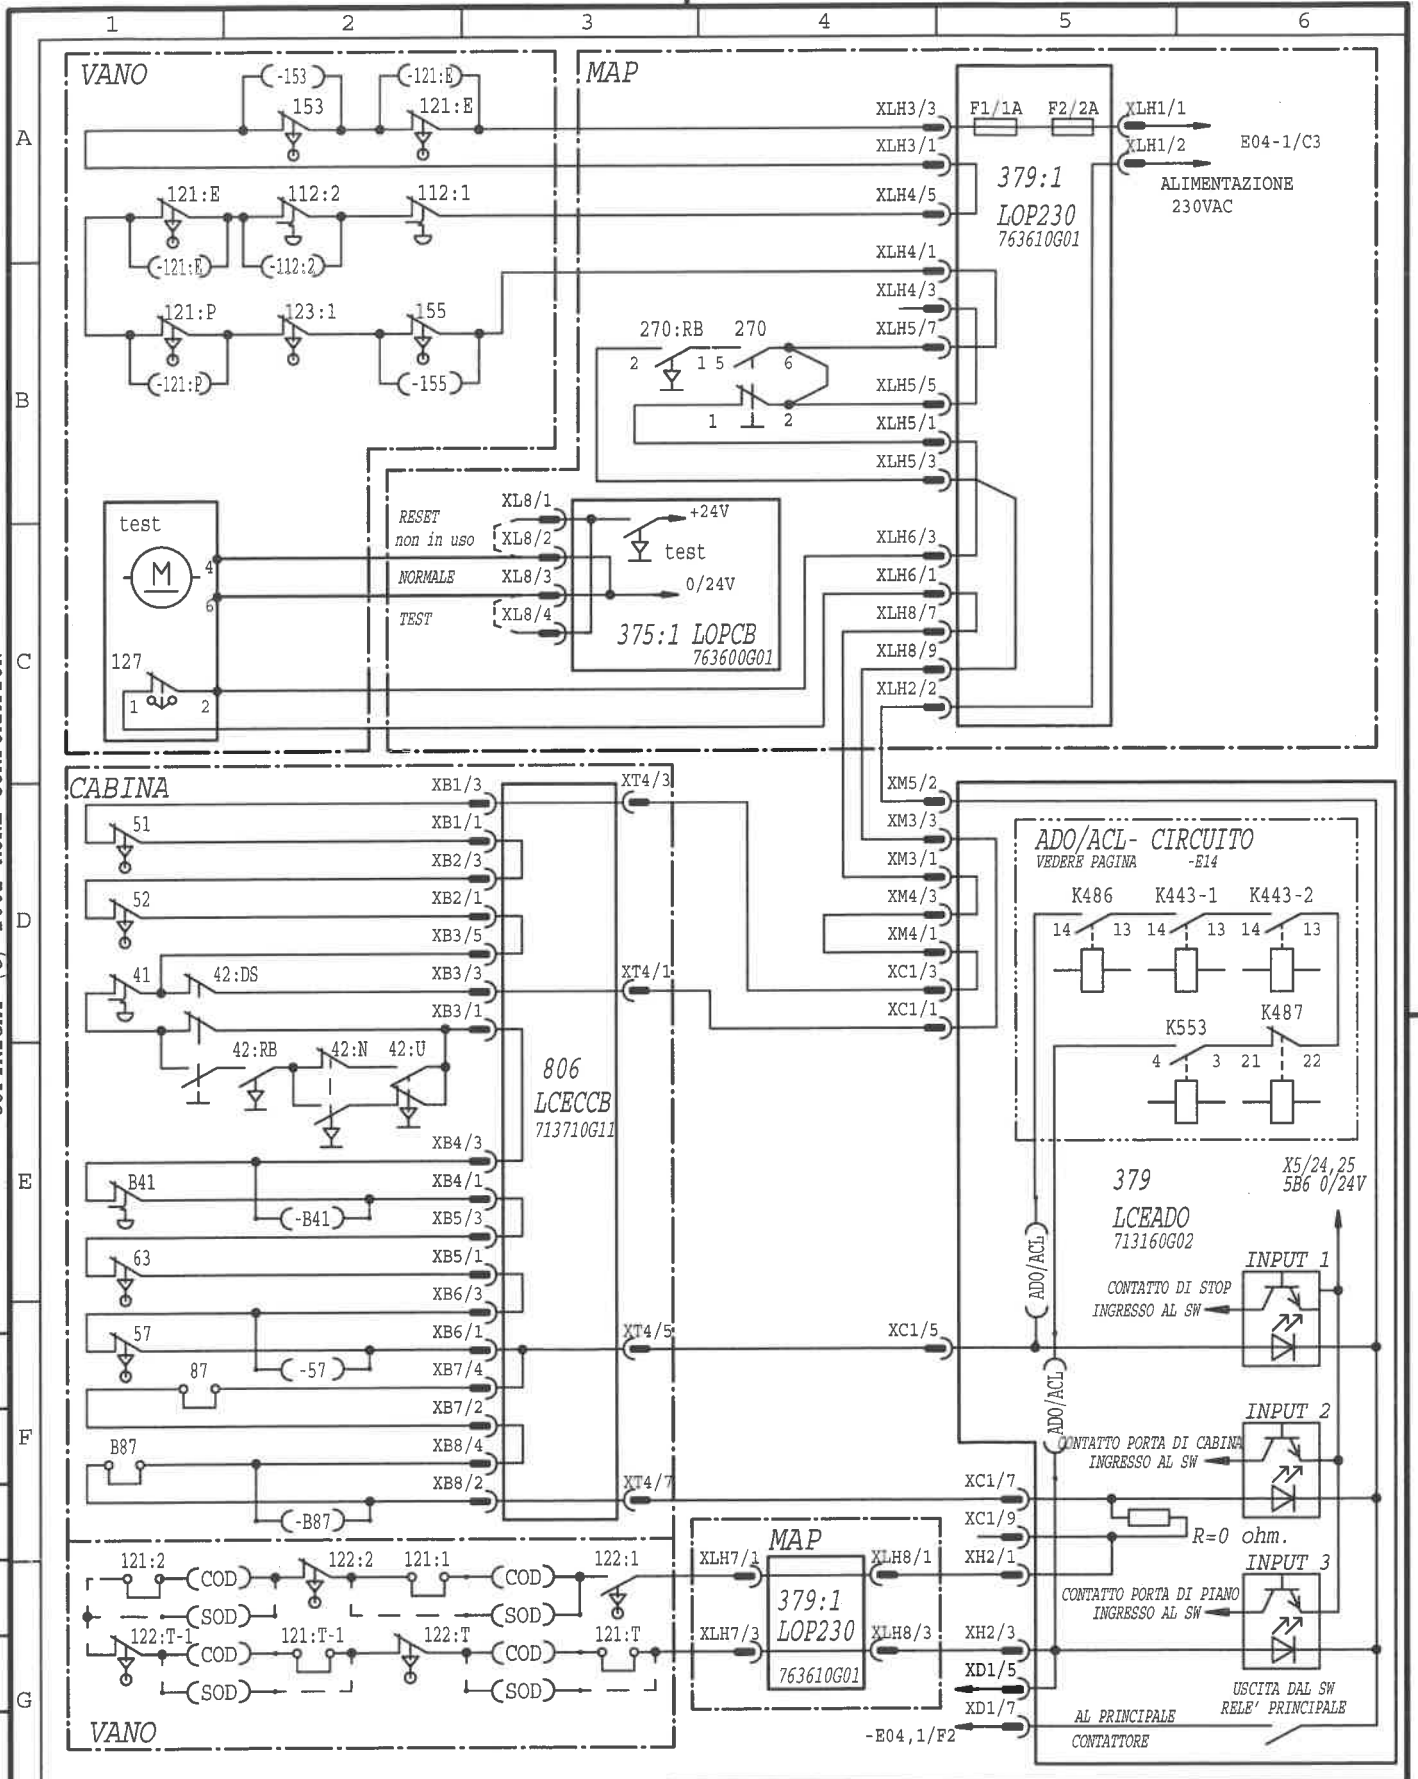 1 2 3 4 5 6
VANO
MAP
(-153)
(-121:E)
153
121:E
XLH3/3
F1/1A
F2/2A
XLH1/1
A
XLH3/1
XLH1/2
E04-1/C3
379:1
LOP230
763610G01
ALIMENTAZIONE
230VAC
121:E
112:2
112:1
XLH4/5
(-121:E)
(-112:2)
XLH4/1
XLH4/3
121:P
123:1
155
270:RB
270
XLH5/7
2
1
5
6
(-121:P)
(-155)
B
XLH5/5
1
2
XLH5/1
XLH5/3
test
M
4
6
RESET
non in uso
NORMALE
TEST
XL8/1
XL8/2
XL8/3
XL8/4
+24V
test
0/24V
375:1 LOPCB
763600G01
XLH6/3
XLH6/1
XLH8/7
C
XLH8/9
127
1
2
XLH2/2
CABINA
XB1/3
XT4/3
XM5/2
51
XB1/1
XM3/3
XB2/3
XM3/1
52
XB2/1
XM4/3
D
XB3/5
XM4/1
41
42:DS
XB3/3
XT4/1
XC1/3
XB3/1
XC1/1
ADO/ACL- CIRCUITO
VEDERE PAGINA -E14
K486
K443-1
K443-2
14 13 14 13 14 13
K553
K487
4 3 21 22
42:RB
42:N
42:U
806
LCECCB
713710G11
XB4/3
E
B41
XB4/1
(-B41)
XB5/3
63
XB5/1
XB6/3
57
XB6/1
XT4/5
XC1/5
(-57)
87
XB7/4
XB7/2
F
B87
XB8/4
XB8/2
XT4/7
XC1/7
(-B87)
379
LCEADO
713160G02
X5/24,25
5B6 0/24V
ADO/ACL
INPUT 1
CONTATTO DI STOP
INGRESSO AL SW
ADO/ACL
INPUT 2
CONTATTO PORTA DI CABINA
INGRESSO AL SW
XC1/9
R=0 ohm.
MAP
XH2/1
INPUT 3
CONTATTO PORTA DI PIANO
INGRESSO AL SW
121:2
(COD)
122:2
121:1
(COD)
122:1
XLH7/1
XLH8/1
(SOD)
(SOD)
379:1
LOP230
763610G01
122:T-1
(COD)
121:T-1
122:T
(COD)
121:T
XLH7/3
XLH8/3
XH2/3
(SOD)
(SOD)
XD1/5
G
XD1/7
USCITA DAL SW
RELE' PRINCIPALE
AL PRINCIPALE
CONTATTORE
-E04,1/F2
VANO